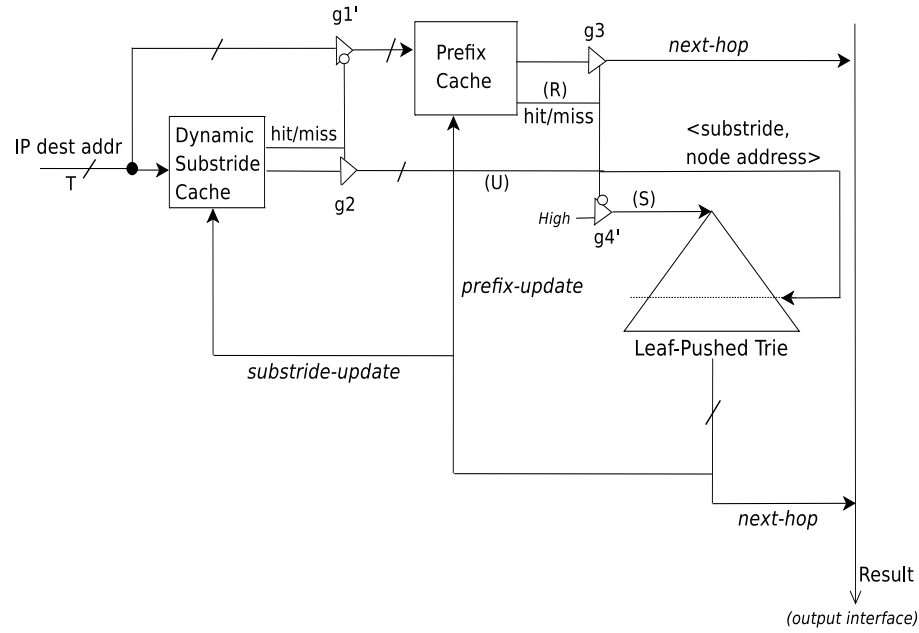 g1'
g3
next-hop
Prefix
Cache
(R)
hit/miss
IP dest addr
T
Dynamic
Substride
Cache
hit/miss
g2
(U)
<substride,
node address>
High
g4'
(S)
prefix-update
Leaf-Pushed Trie
substride-update
next-hop
Result
(output interface)